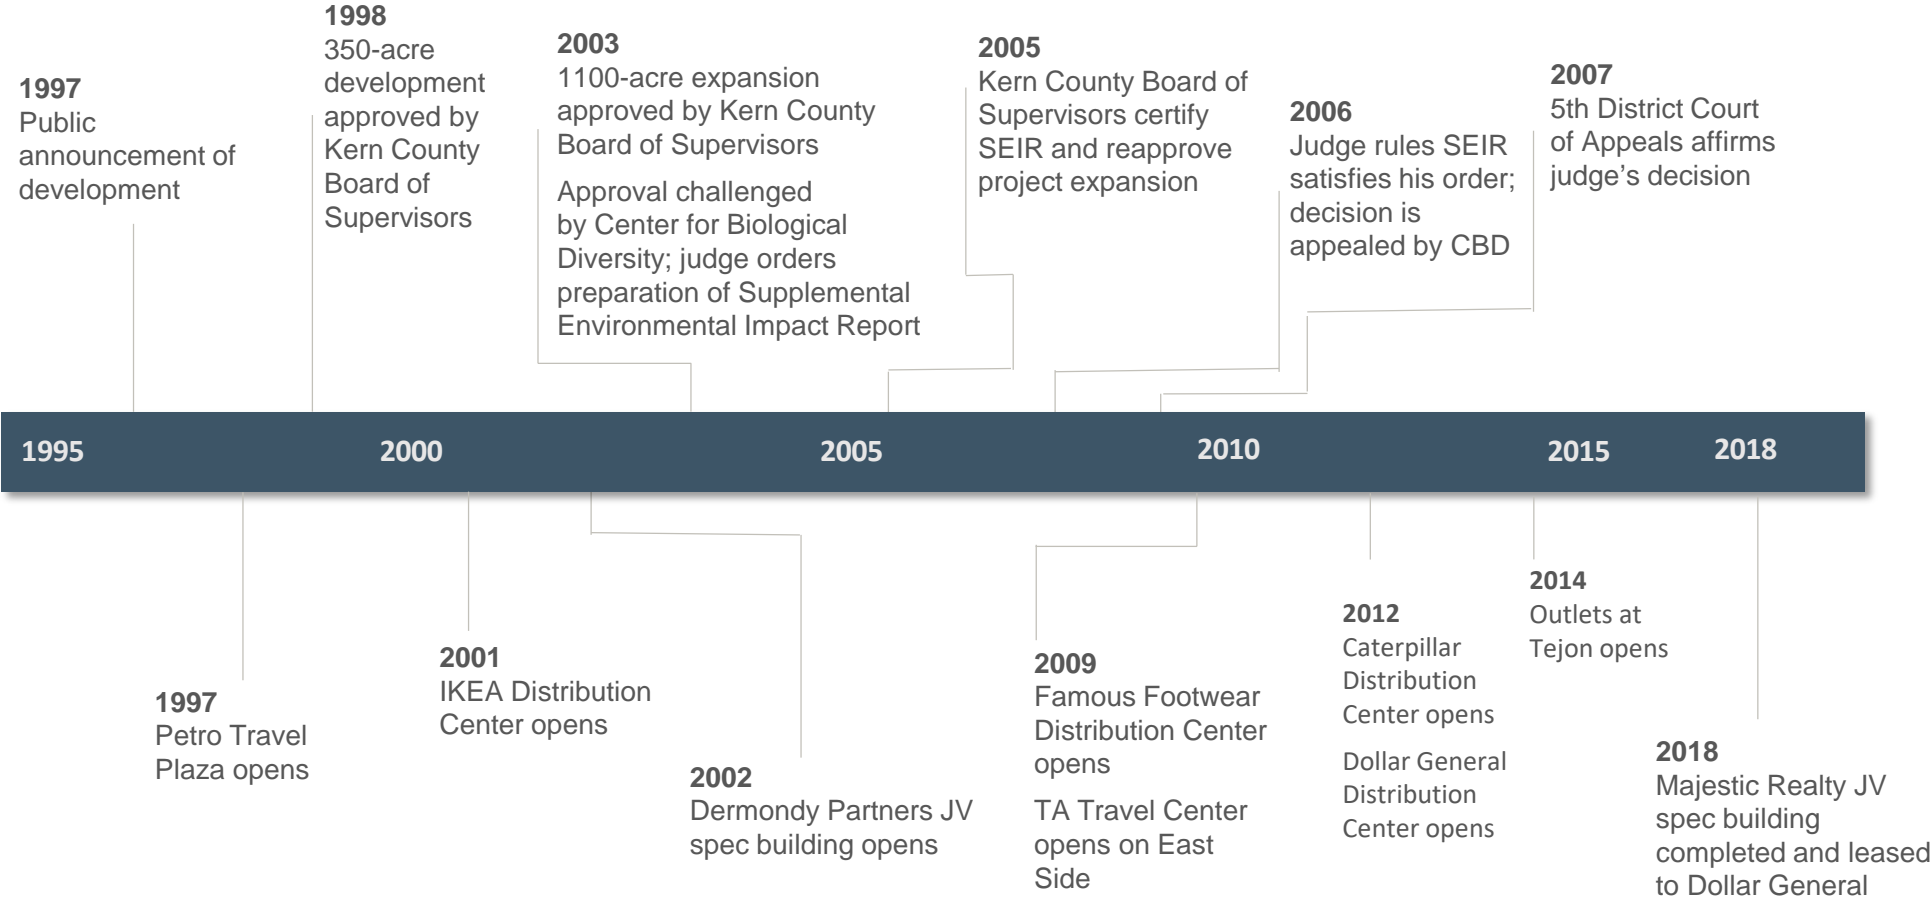 1997
Public
announcement of
development
1998
350-acre
development
approved by
Kern County
Board of
Supervisors
2003
1100-acre expansion
approved by Kern County
Board of Supervisors
Approval challenged
by Center for Biological
Diversity; judge orders
preparation of Supplemental
Environmental Impact Report
2005
Kern County Board of
Supervisors certify
SEIR and reapprove
project expansion
2006
Judge rules SEIR
satisfies his order;
decision is
appealed by CBD
2007
5th District Court
of Appeals affirms
judge's decision
1995
2000
2005
2010
2015
2018
1997
Petro Travel
Plaza opens
2001
IKEA Distribution
Center opens
2002
Dermondy Partners JV
spec building opens
2009
Famous Footwear
Distribution Center
opens
TA Travel Center
opens on East
Side
2012
Caterpillar
Distribution
Center opens
Dollar General
Distribution
Center opens
2014
Outlets at
Tejon opens
2018
Majestic Realty JV
spec building
completed and leased
to Dollar General